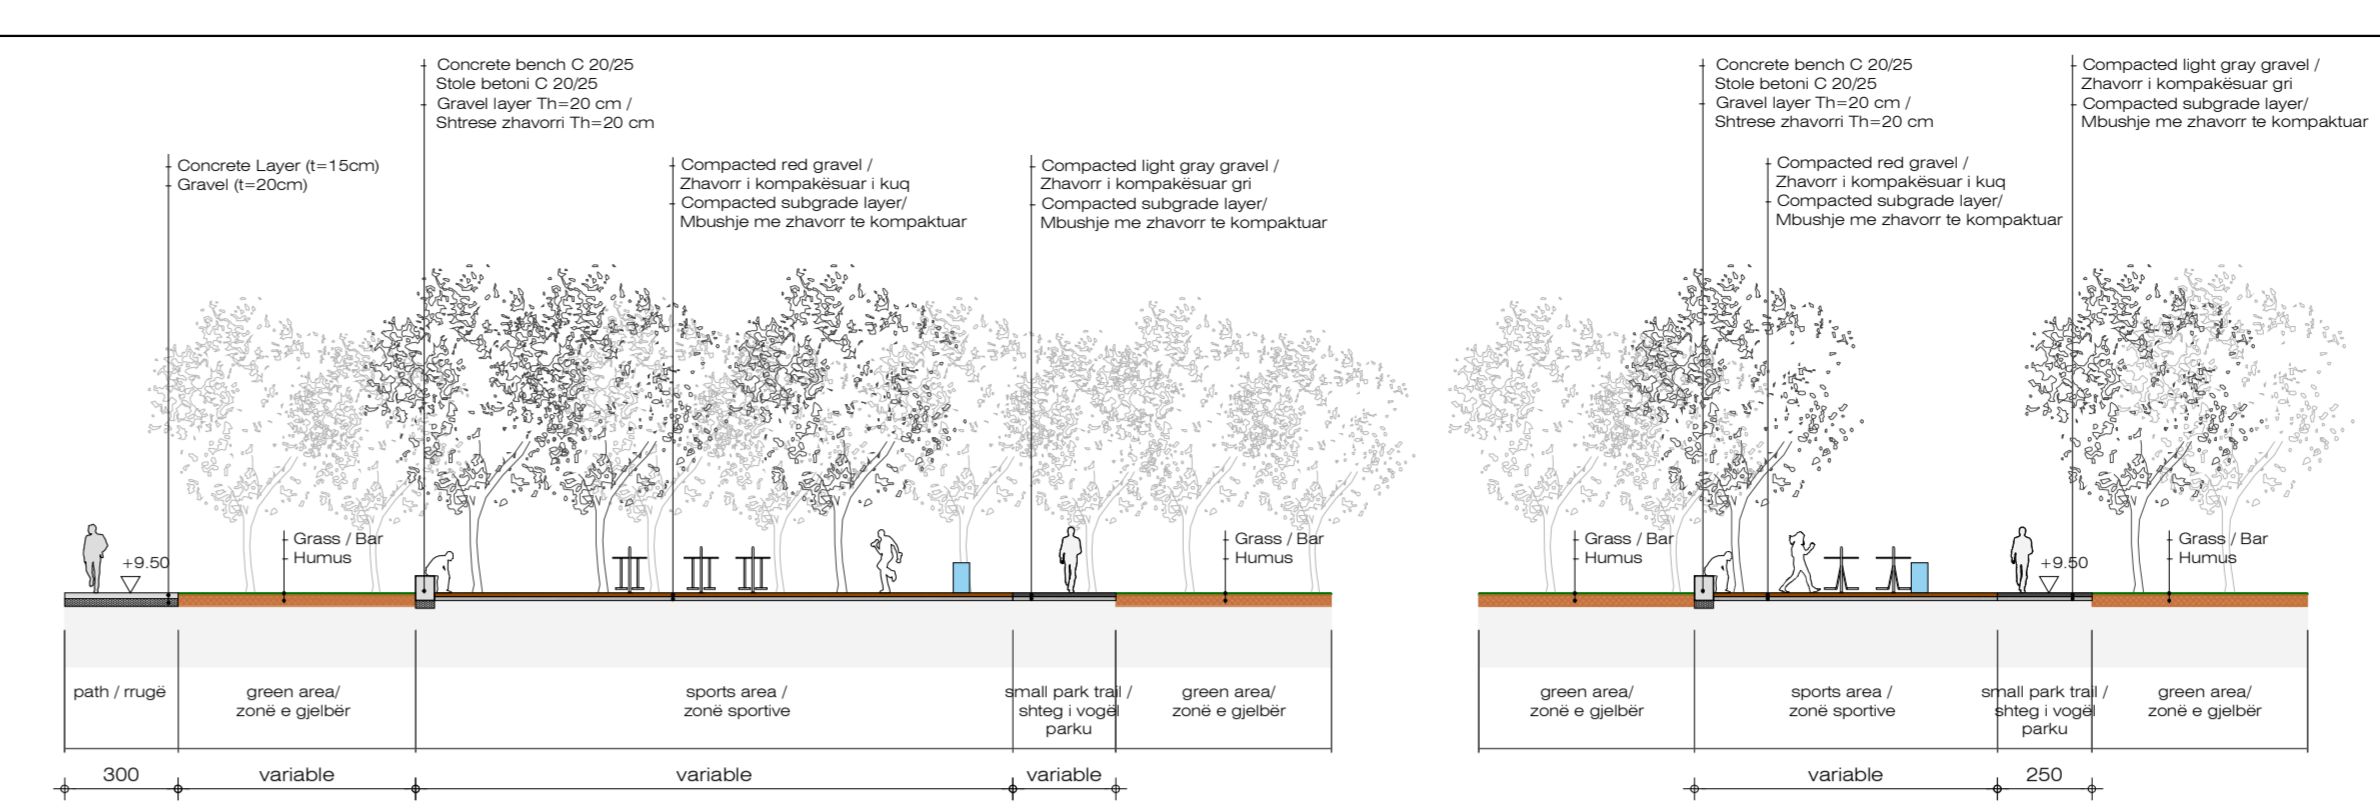 Concrete bench C 20/25
Stole betoni C 20/25
Gravel layer Th=20 cm /
Shtrese zhavorri Th=20 cm
Concrete Layer (t=15cm)
Gravel (t=20cm)
Compacted red gravel /
Zhavorr i kompakësuar i kuq
Compacted subgrade layer/
Mbushje me zhavorr te kompaktuar
Compacted light gray gravel /
Zhavorr i kompakësuar gri
Compacted subgrade layer/
Mbushje me zhavorr te kompaktuar
+9.50
Grass / Bar
Humus
Grass / Bar
Humus
path / rrugë
green area/
zonë e gjelbër
sports area /
zonë sportive
small park trail /
shteg i vogël
parku
green area/
zonë e gjelbër
300
variable
variable
variable
Concrete bench C 20/25
Stole betoni C 20/25
Gravel layer Th=20 cm /
Shtrese zhavorri Th=20 cm
Compacted light gray gravel /
Zhavorr i kompakësuar gri
Compacted subgrade layer/
Mbushje me zhavorr te kompaktuar
Compacted red gravel /
Zhavorr i kompakësuar i kuq
Compacted subgrade layer/
Mbushje me zhavorr te kompaktuar
Grass / Bar
Humus
+9.50
Grass / Bar
Humus
green area/
zonë e gjelbër
sports area /
zonë sportive
small park trail /
shteg i vogël
parku
green area/
zonë e gjelbër
variable
250